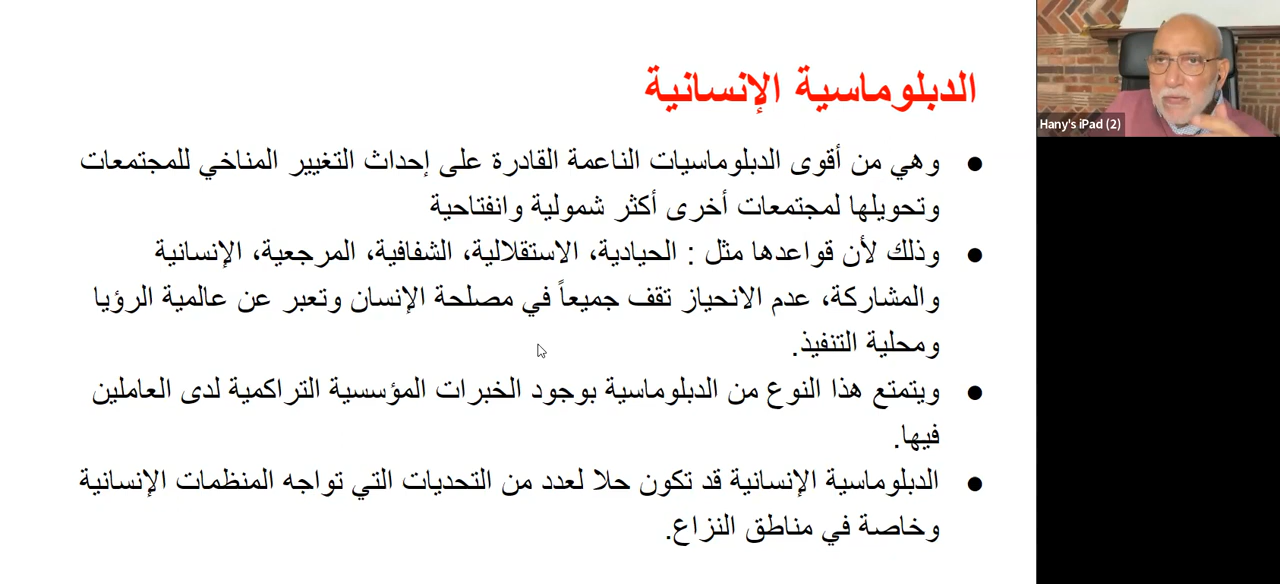 الدبلوماسية الإنسانية
● وهي من أقوى الدبلوماسيات الناعمة القادرة على إحداث التغيير المناخي للمجتمعات
وتحويلها لمجتمعات أخرى أكثر شمولية وانفتاحية
● وذلك لأن قواعدها مثل : الحيادية، الاستقلالية، الشفافية، المرجعية، الإنسانية
والمشاركة، عدم الانحياز تقف جميعاً في مصلحة الإنسان وتعبر عن عالمية الرؤيا
ومحلية التنفيذ.
● ويتمتع هذا النوع من الدبلوماسية بوجود الخبرات المؤسسية التراكمية لدى العاملين
فيها.
● الدبلوماسية الإنسانية قد تكون حلا لعدد من التحديات التي تواجه المنظمات الإنسانية
وخاصة في مناطق النزاع.
Hany's iPad (2)